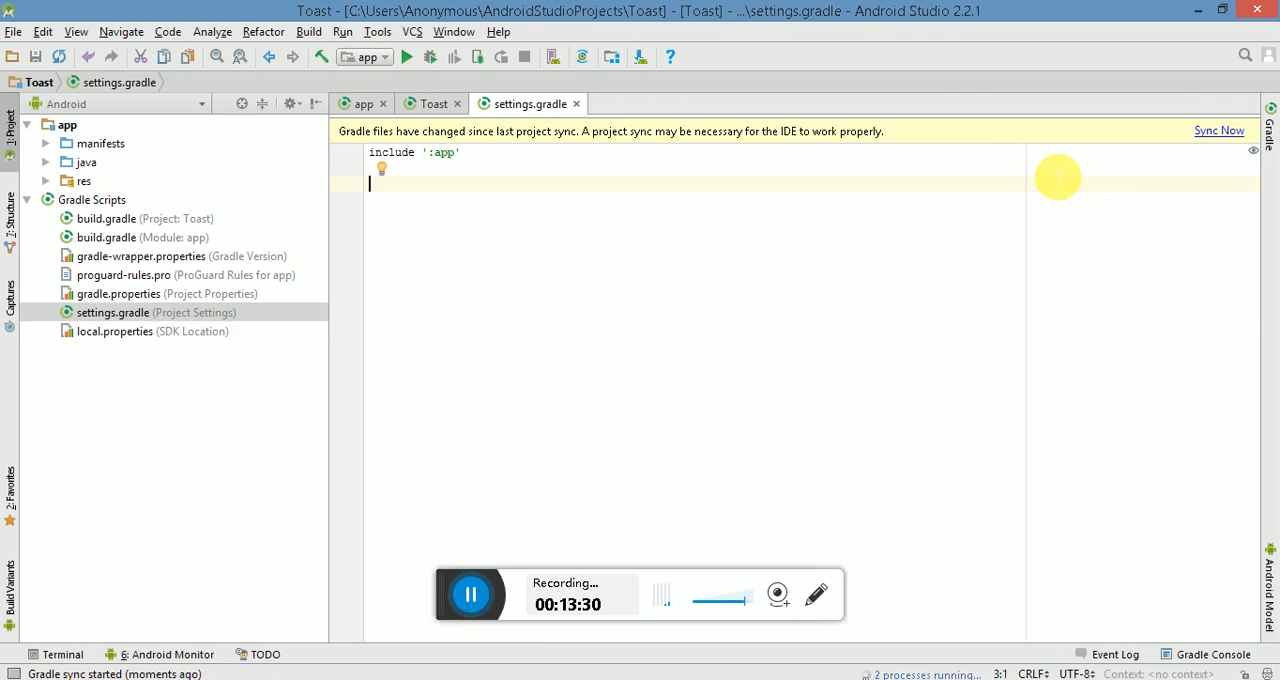 Toast - [C:\Users\Anonymous\AndroidStudioProjects\Toast] - [Toast] - ...\settings.gradle - Android Studio 2.2.1
File Edit View Navigate Code Analyze Refactor Build Run Tools VCS Window Help
app
Toast settings.gradle
Android
app Toast settings.gradle
1: Project
7: Structure
Captures
2: Favorites
Build Variants
app
manifests
java
res
Gradle Scripts
build.gradle (Project: Toast)
build.gradle (Module: app)
gradle-wrapper.properties (Gradle Version)
proguard-rules.pro (ProGuard Rules for app)
gradle.properties (Project Properties)
settings.gradle (Project Settings)
local.properties (SDK Location)
Gradle files have changed since last project sync. A project sync may be necessary for the IDE to work properly. Sync Now
include ':app'
Gradle
Android Model
Recording...
00:13:30
Terminal 6: Android Monitor TODO Event Log Gradle Console
Gradle sync started (moments ago) 2 processes running... 3:1 CRLF UTF-8 Context: <no context>